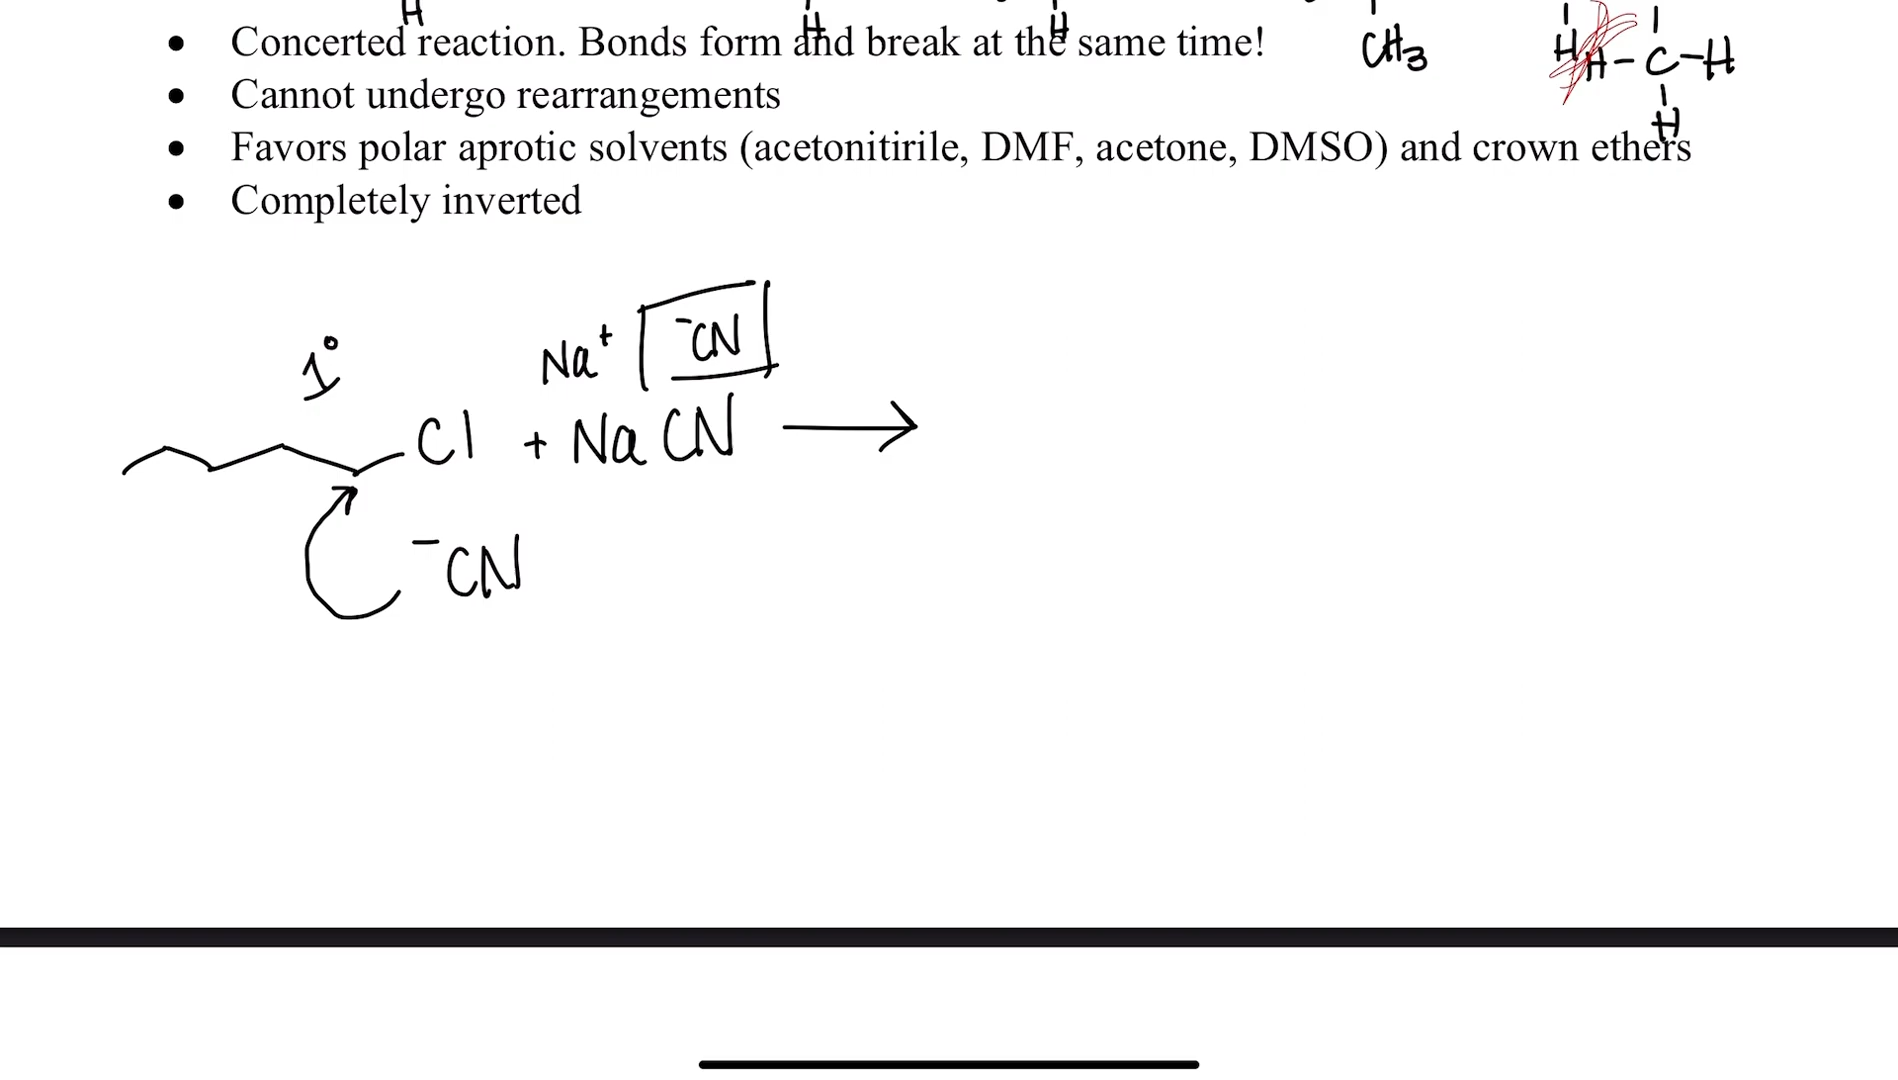 H H H
• Concerted reaction. Bonds form and break at the same time! CH3 H H-C-H
• Cannot undergo rearrangements
H
• Favors polar aprotic solvents (acetonitirile, DMF, acetone, DMSO) and crown ethers
• Completely inverted
1° Na+ -CN
Cl + NaCN
-CN